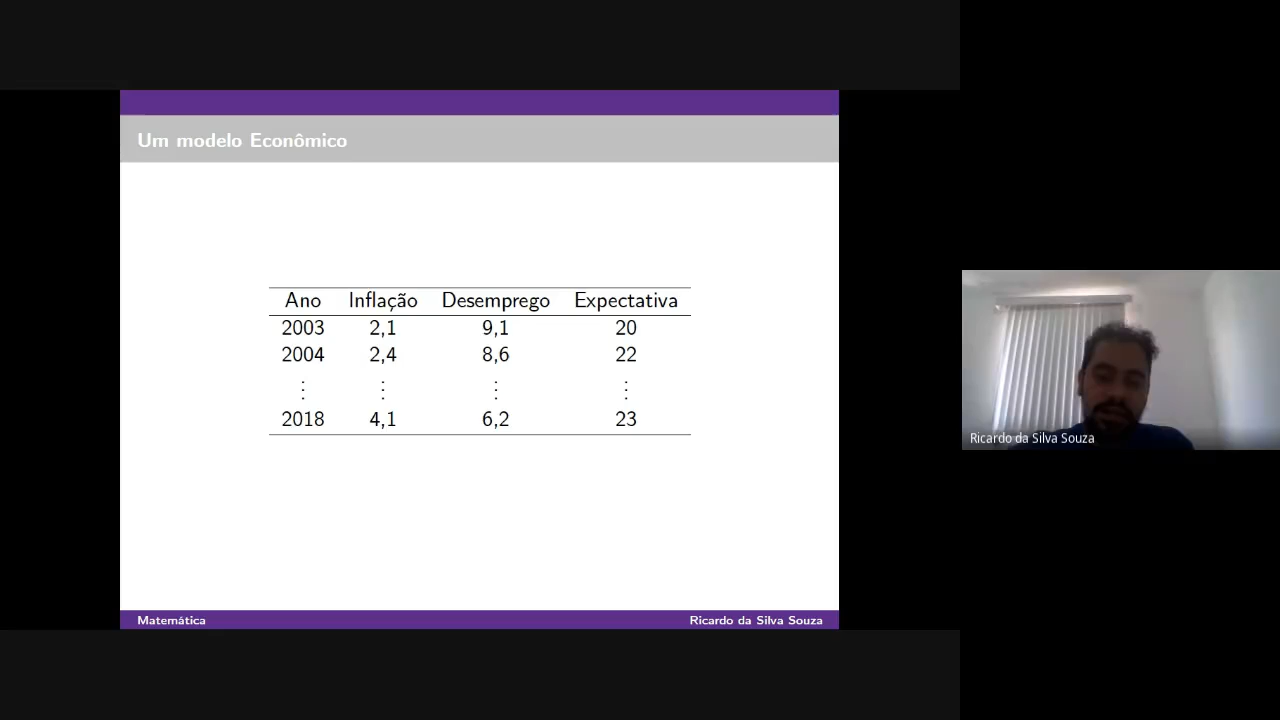 Um modelo Econômico
Ano Inflação Desemprego Expectativa
2003 2,1 9,1 20
2004 2,4 8,6 22
⋮ ⋮ ⋮ ⋮
2018 4,1 6,2 23
Matemática Ricardo da Silva Souza
Ricardo da Silva Souza